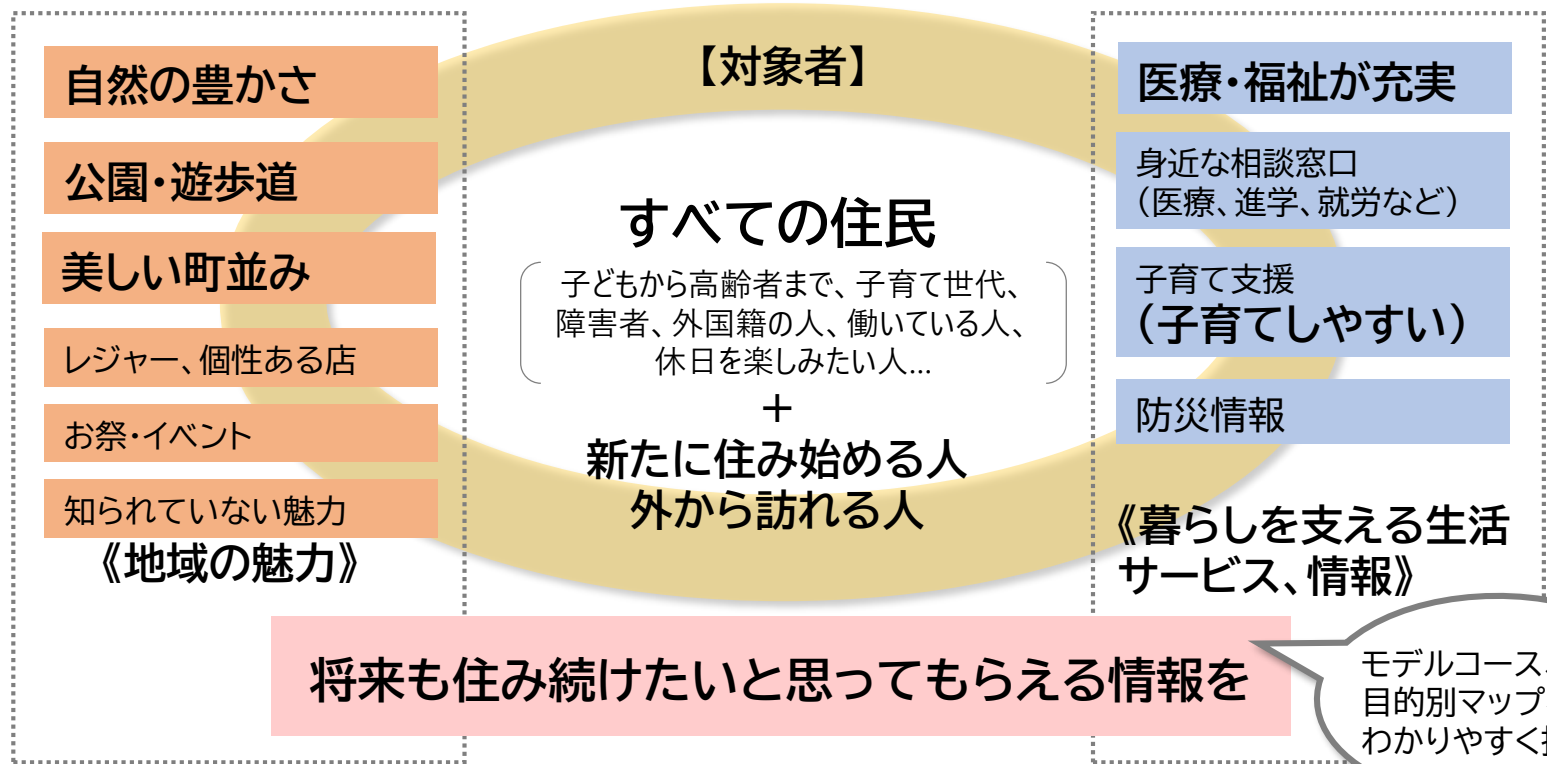 自然の豊かさ
公園・遊歩道
美しい町並み
レジャー、個性ある店
お祭・イベント
知られていない魅力
《地域の魅力》
【対象者】
すべての住民
子どもから高齢者まで、子育て世代、
障害者、外国籍の人、働いている人、
休日を楽しみたい人…
＋
新たに住み始める人
外から訪れる人
医療・福祉が充実
身近な相談窓口
（医療、進学、就労など）
子育て支援
（子育てしやすい）
防災情報
《暮らしを支える生活
サービス、情報》
将来も住み続けたいと思ってもらえる情報を
モデルコース、
目的別マップ
わかりやすく